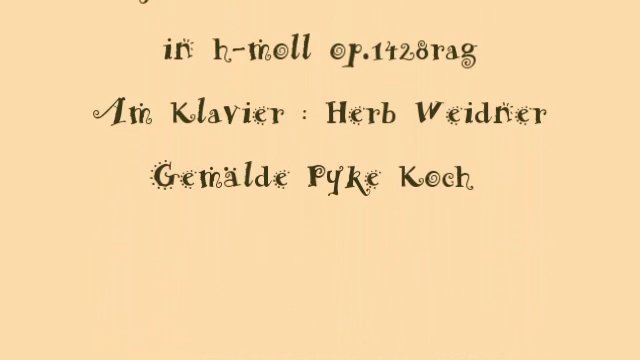 in h-moll op.1428rag
Am Klavier : Herb Weidner
Gemälde Pyke Koch